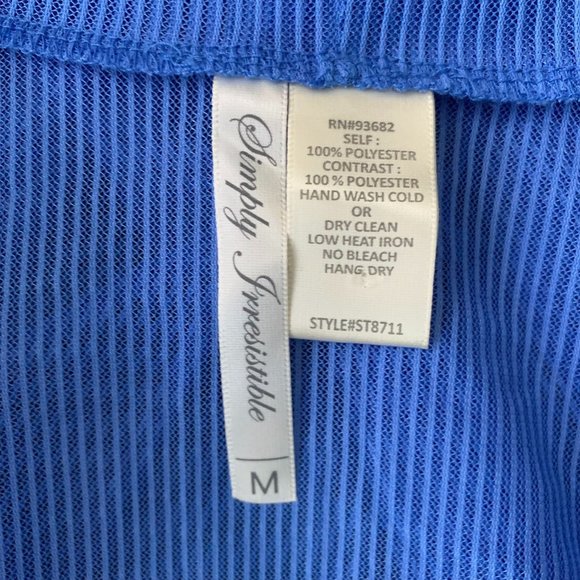 Simply Irresistible
M
RN#93682
SELF :
100% POLYESTER
CONTRAST :
100 % POLYESTER
HAND WASH COLD
OR
DRY CLEAN
LOW HEAT IRON
NO BLEACH
HANG DRY
STYLE#ST8711